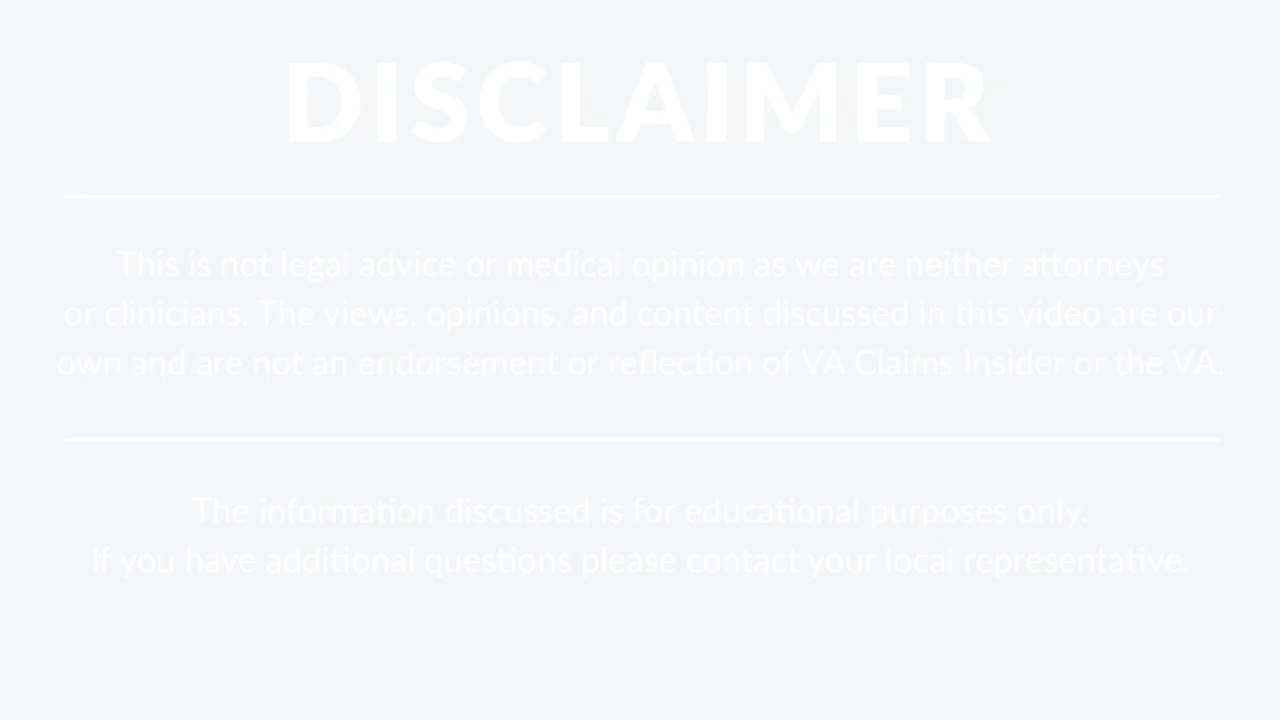 DISCLAIMER
This is not legal advice or medical opinion as we are neither attorneys
or clinicians. The views, opinions, and content discussed in this video are our
own and are not an endorsement or reflection of VA Claims Insider or the VA.
The information discussed is for educational purposes only.
If you have additional questions please contact your local representative.